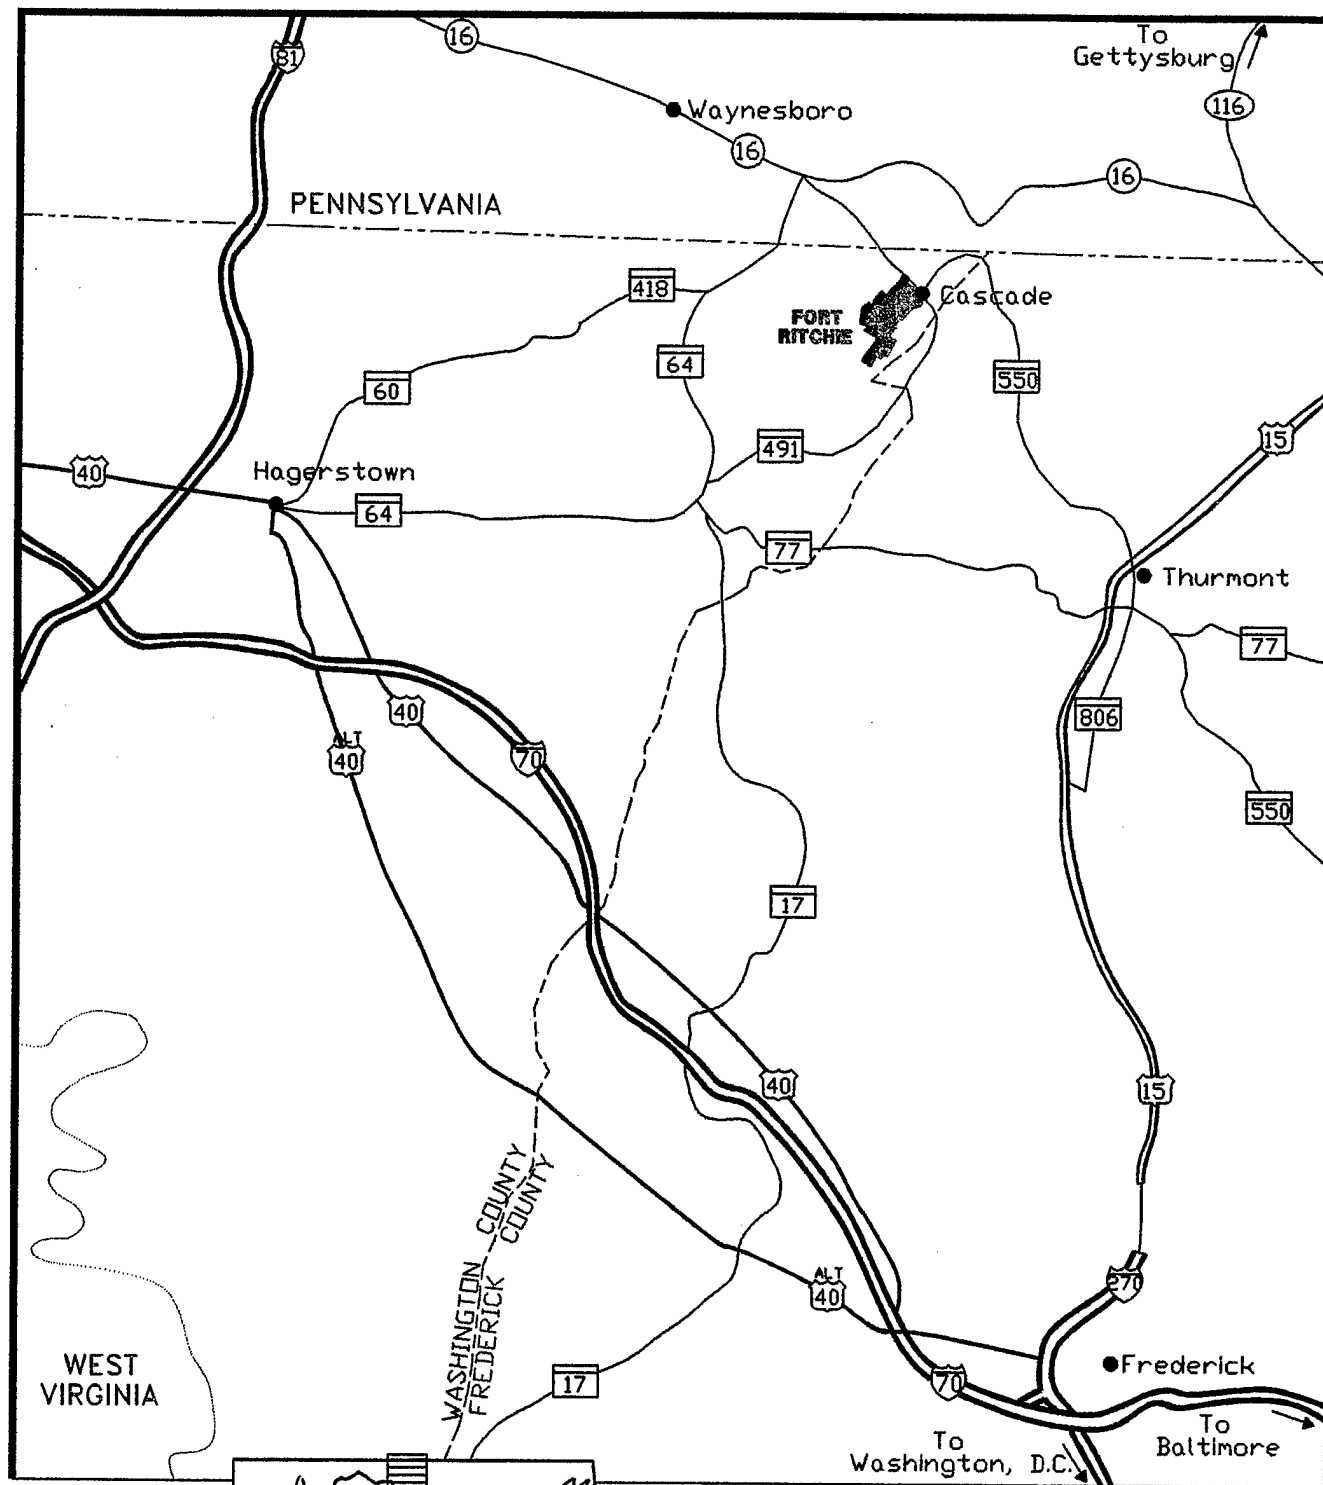 To
Gettysburg
16
81
116
Waynesboro
16
16
PENNSYLVANIA
418
Cascade
FORT
RITCHIE
64
60
550
15
491
40
Hagerstown
64
77
Thurmont
77
40
806
ALT
40
70
550
17
40
15
COUNTY
COUNTY
WASHINGTON
FREDERICK
ALT
40
270
WEST
VIRGINIA
Frederick
17
70
To
Baltimore
To
Washington, D.C.